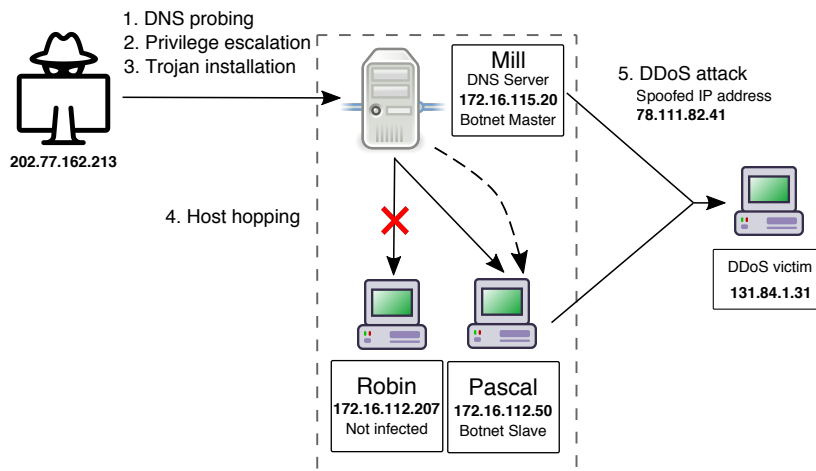 1. DNS probing
2. Privilege escalation
3. Trojan installation
202.77.162.213
Mill
DNS Server
172.16.115.20
Botnet Master
5. DDoS attack
Spoofed IP address
78.111.82.41
4. Host hopping
DDoS victim
131.84.1.31
Robin
172.16.112.207
Not infected
Pascal
172.16.112.50
Botnet Slave